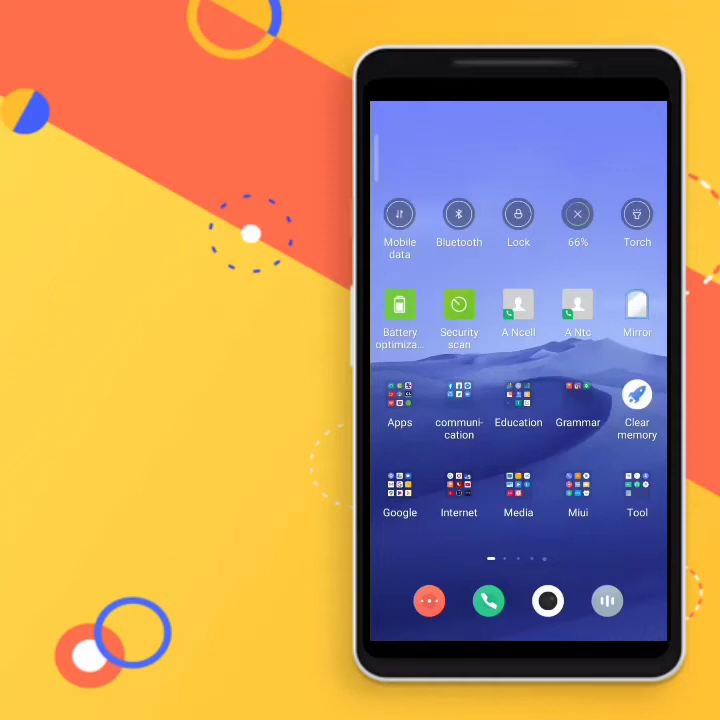 Mobile data
Bluetooth
Lock
66%
Torch
Battery optimiza...
Security scan
A Ncell
A Ntc
Mirror
Apps
communi-cation
Education
Grammar
Clear memory
Google
Internet
Media
Miui
Tool